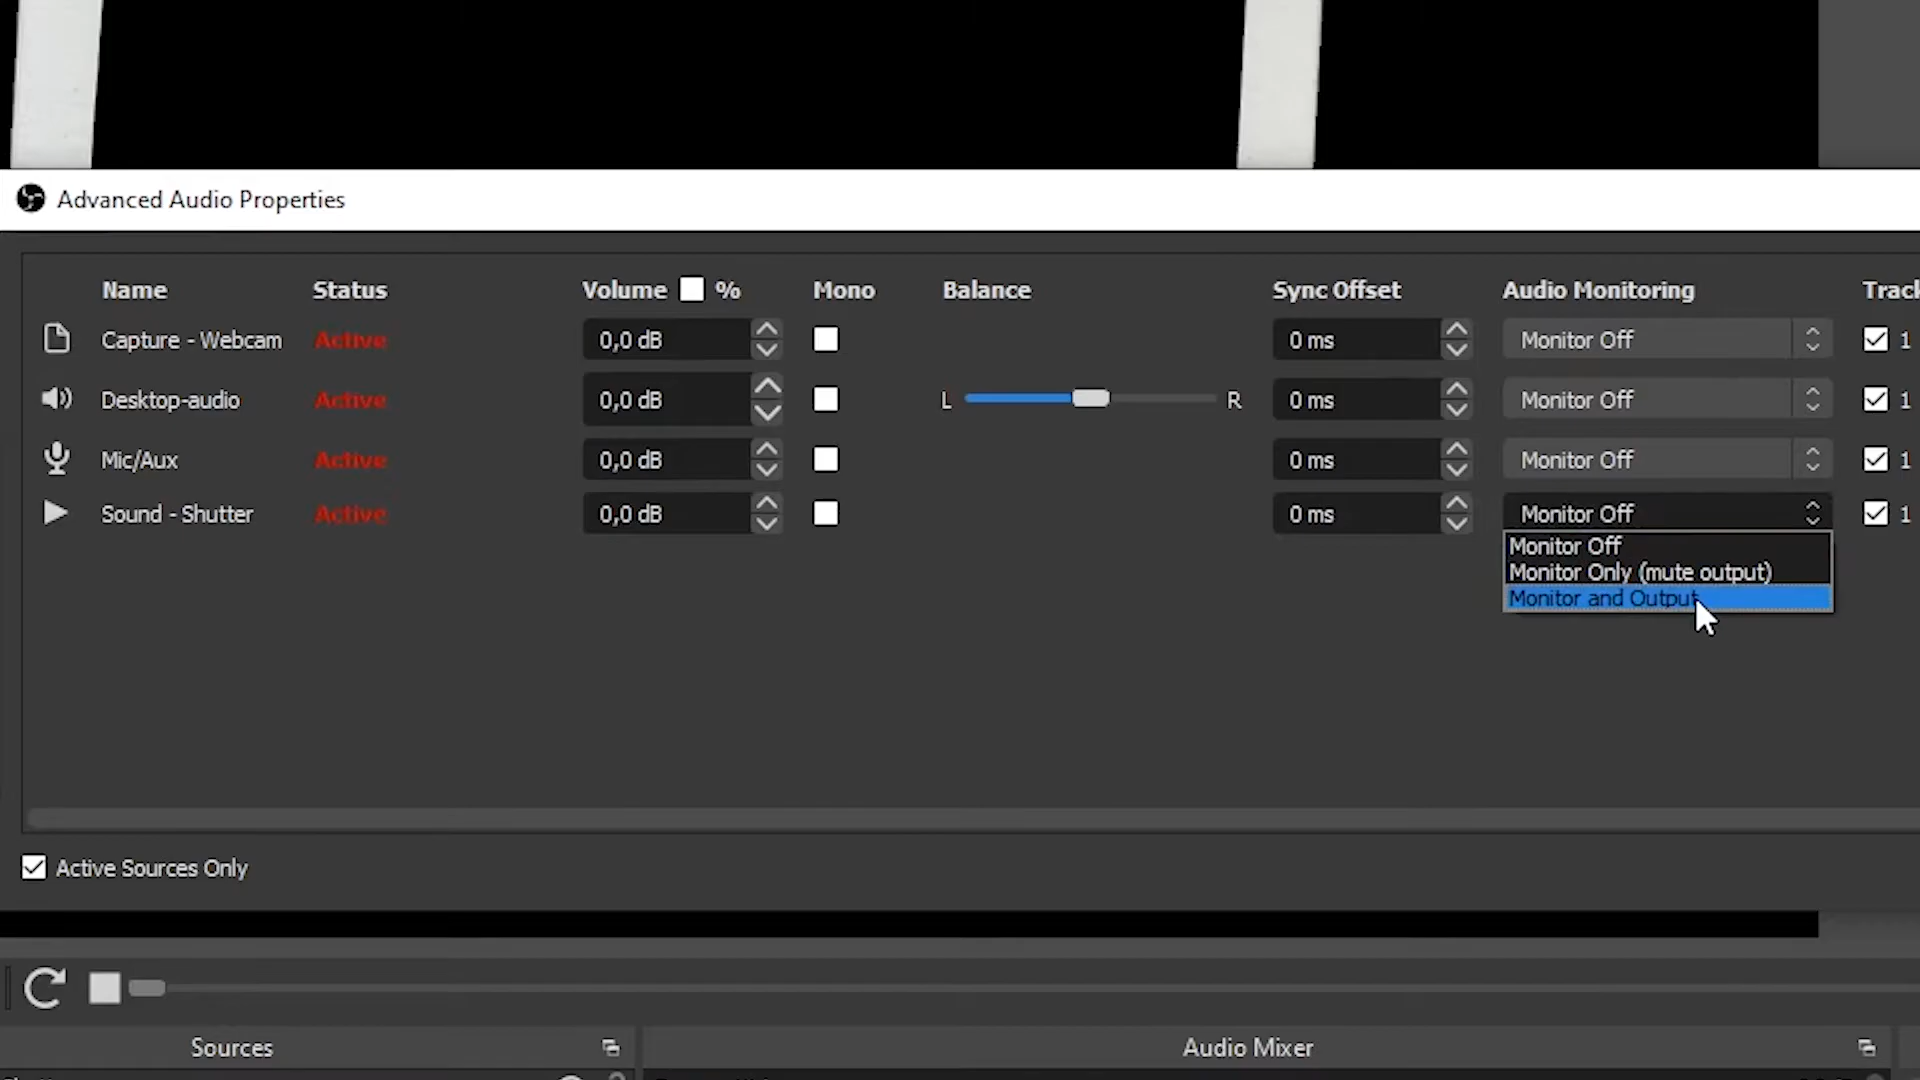 Advanced Audio Properties
Name Status Volume % Mono Balance Sync Offset Audio Monitoring Track
Capture - Webcam Active 0,0 dB 0 ms Monitor Off 1
Desktop-audio Active 0,0 dB L R 0 ms Monitor Off 1
Mic/Aux Active 0,0 dB 0 ms Monitor Off 1
Sound - Shutter Active 0,0 dB 0 ms Monitor Off 1
Monitor Off
Monitor Only (mute output)
Monitor and Output
Active Sources Only
Sources Audio Mixer